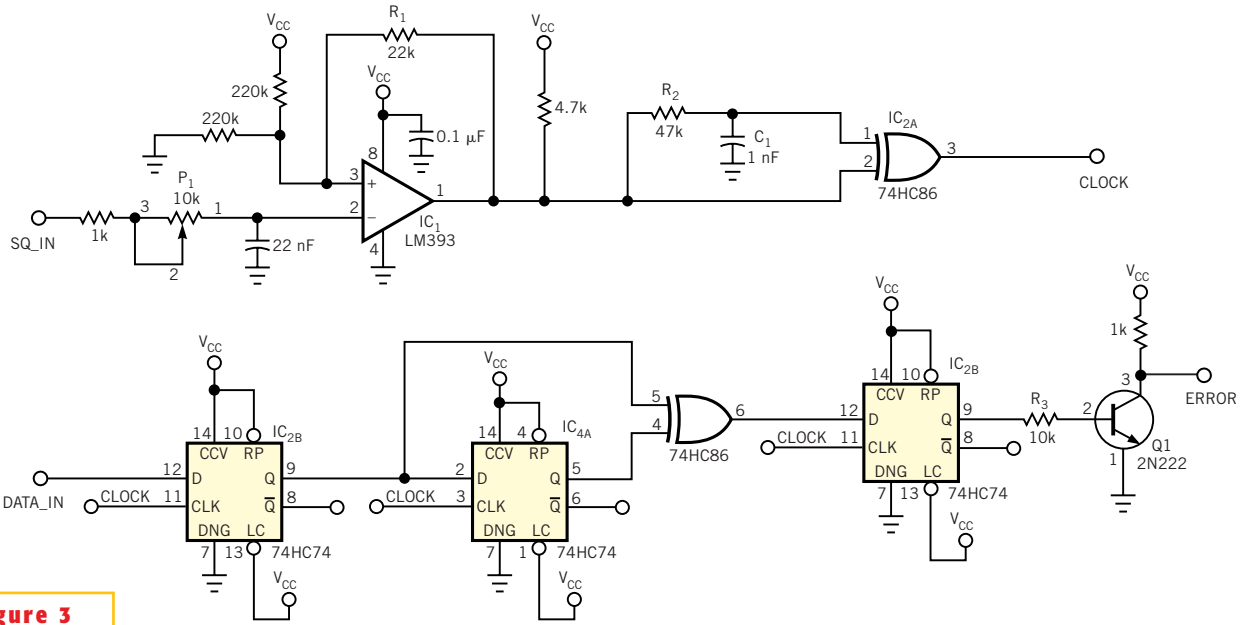 VCC
R1
22k
VCC
220k
220k
0.1 µF
VCC
4.7k
R2
47k
C1
1 nF
IC2A
1
2
3
74HC86
CLOCK
8
3
+
1
2
−
4
IC1
LM393
P1
10k
3
1
2
SQ_IN
1k
22 nF
VCC
14
10
IC2B
CCV
RP
12
D
Q
9
DATA_IN
CLOCK
11
CLK
Q
8
DNG
LC
7
13
74HC74
VCC
VCC
14
4
IC4A
CCV
RP
2
D
Q
5
CLOCK
3
CLK
Q
6
DNG
LC
7
1
74HC74
VCC
5
4
6
74HC86
VCC
14
10
IC2B
CCV
RP
12
D
Q
9
CLOCK
11
CLK
Q
8
DNG
LC
7
13
74HC74
VCC
R3
10k
VCC
1k
3
ERROR
2
1
Q1
2N222
gure 3